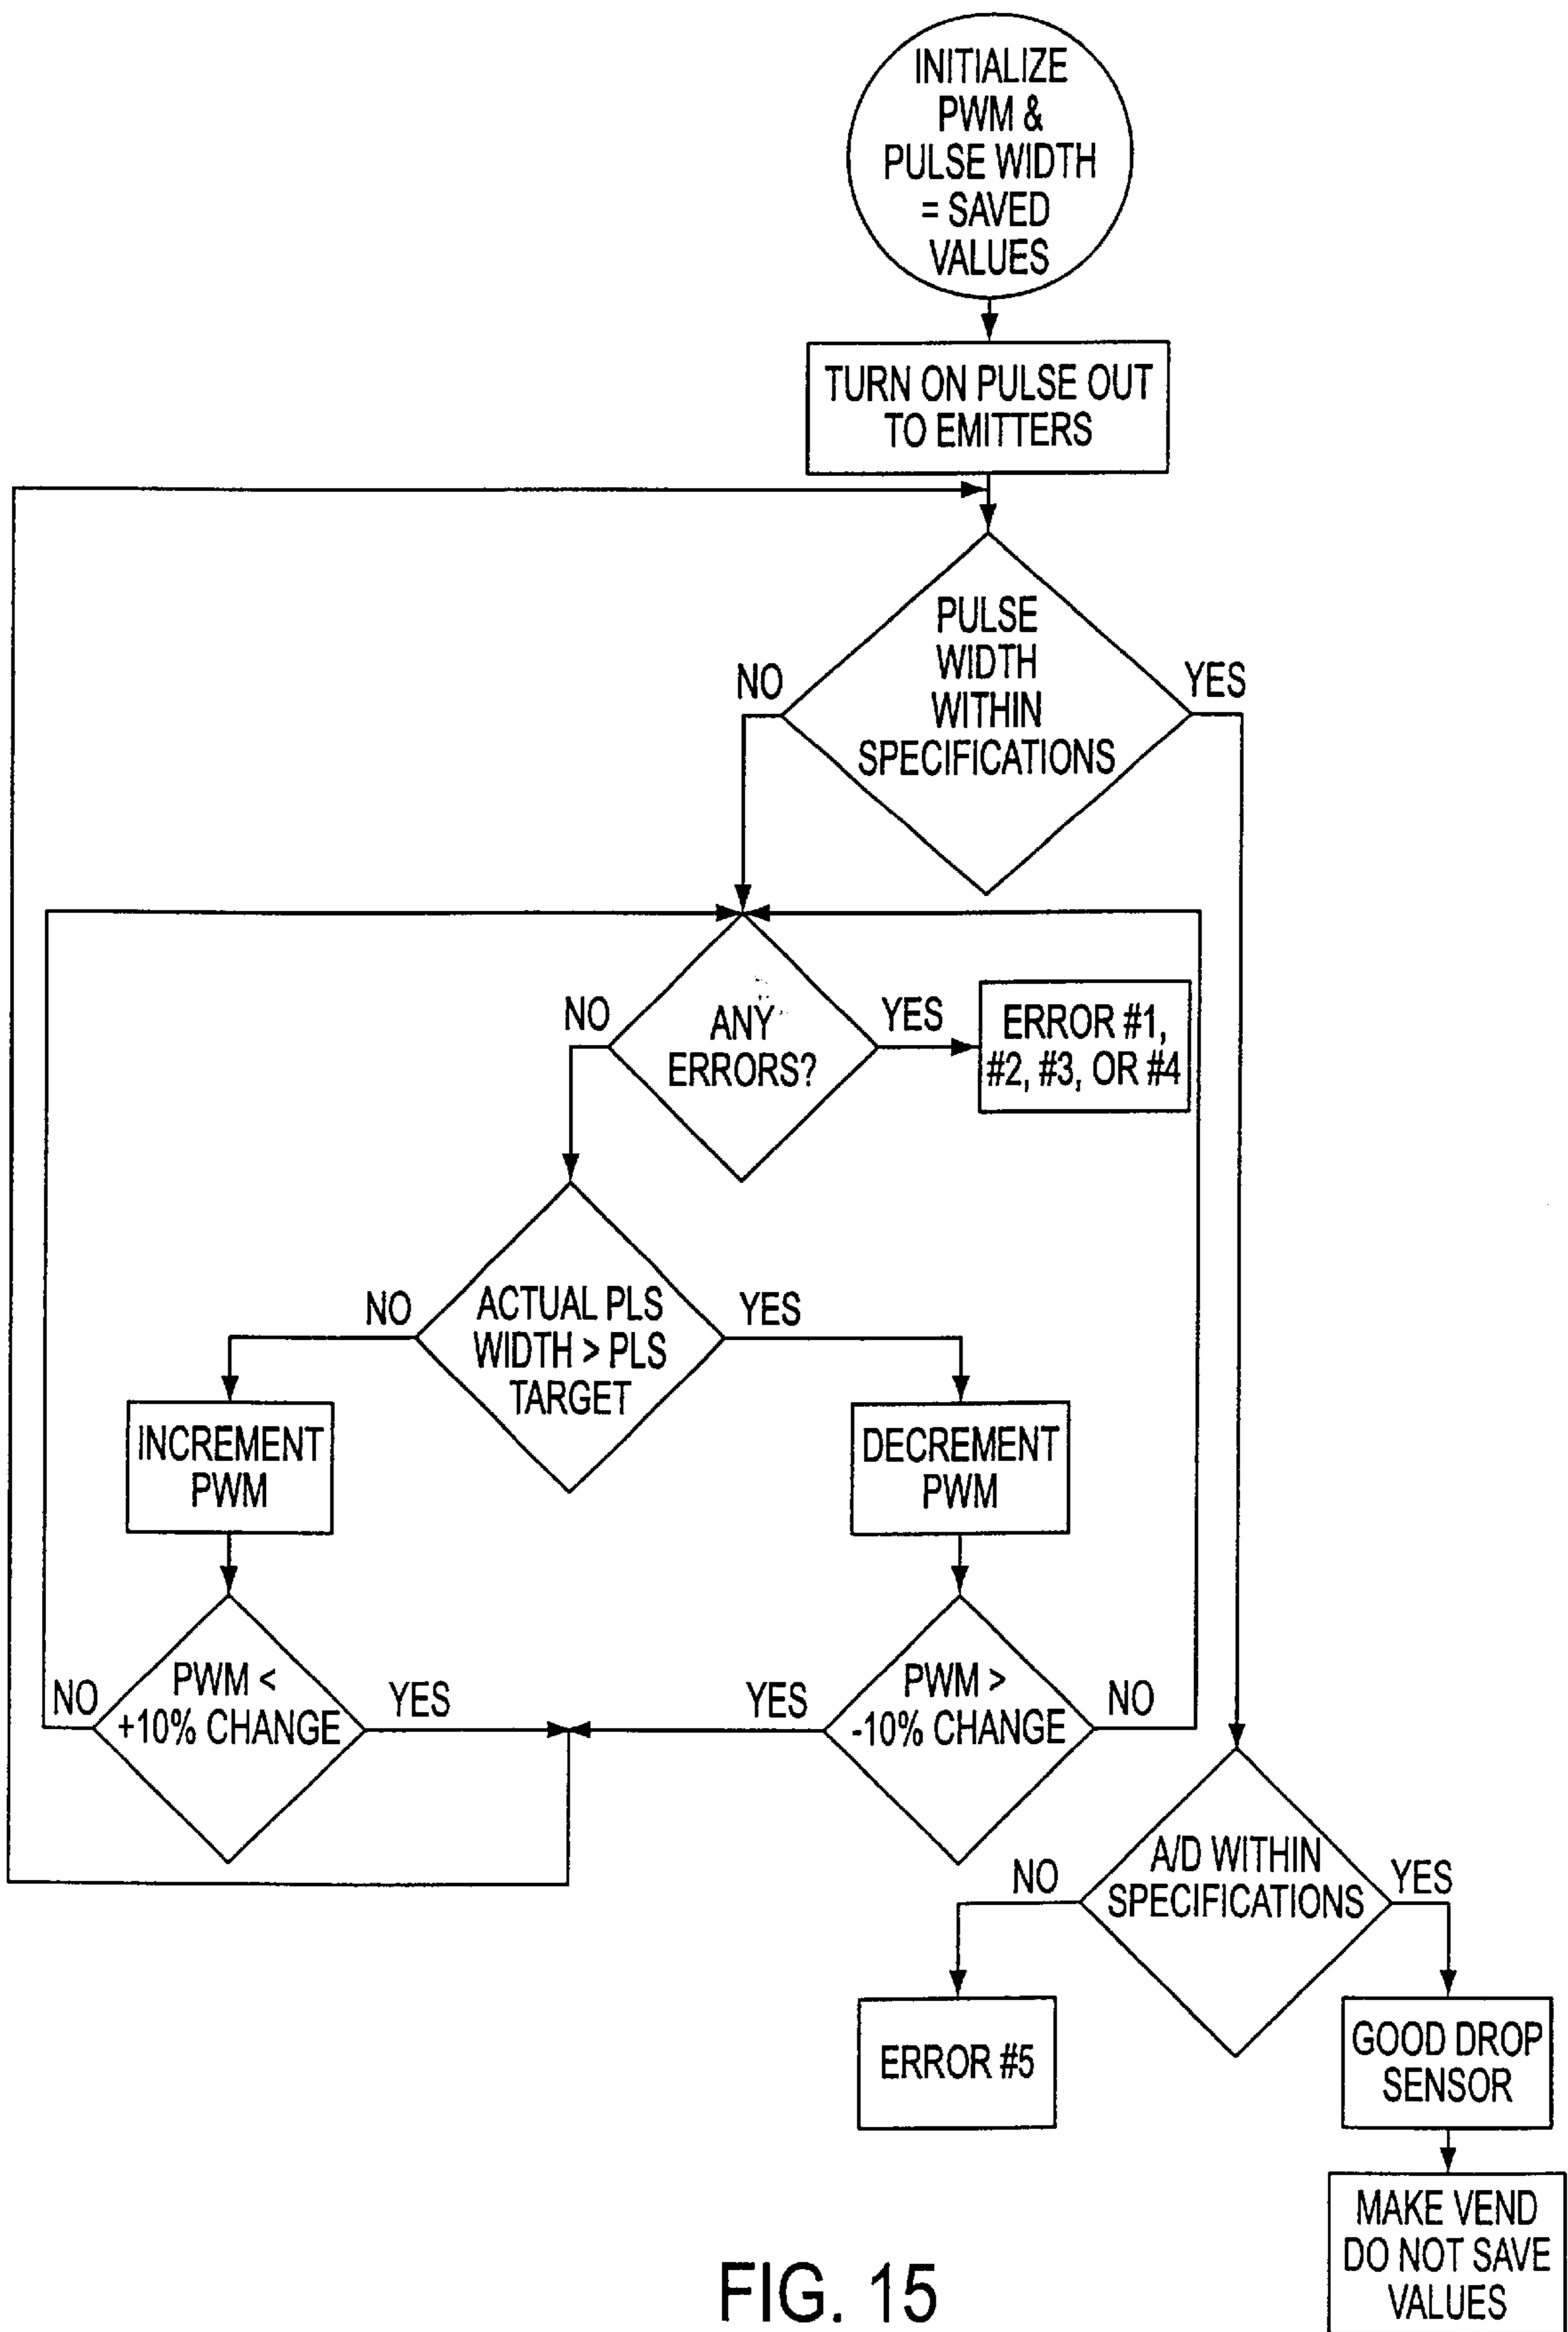 INITIALIZE
PWM &
PULSE WIDTH
= SAVED
VALUES
TURN ON PULSE OUT
TO EMITTERS
PULSE
WIDTH
WITHIN
SPECIFICATIONS
NO
YES
ANY
ERRORS?
NO
YES
ERROR #1,
#2, #3, OR #4
ACTUAL PLS
WIDTH > PLS
TARGET
NO
YES
INCREMENT
PWM
DECREMENT
PWM
PWM <
+10% CHANGE
NO
YES
PWM >
-10% CHANGE
YES
NO
A/D WITHIN
SPECIFICATIONS
NO
YES
ERROR #5
GOOD DROP
SENSOR
MAKE VEND
DO NOT SAVE
VALUES
FIG. 15